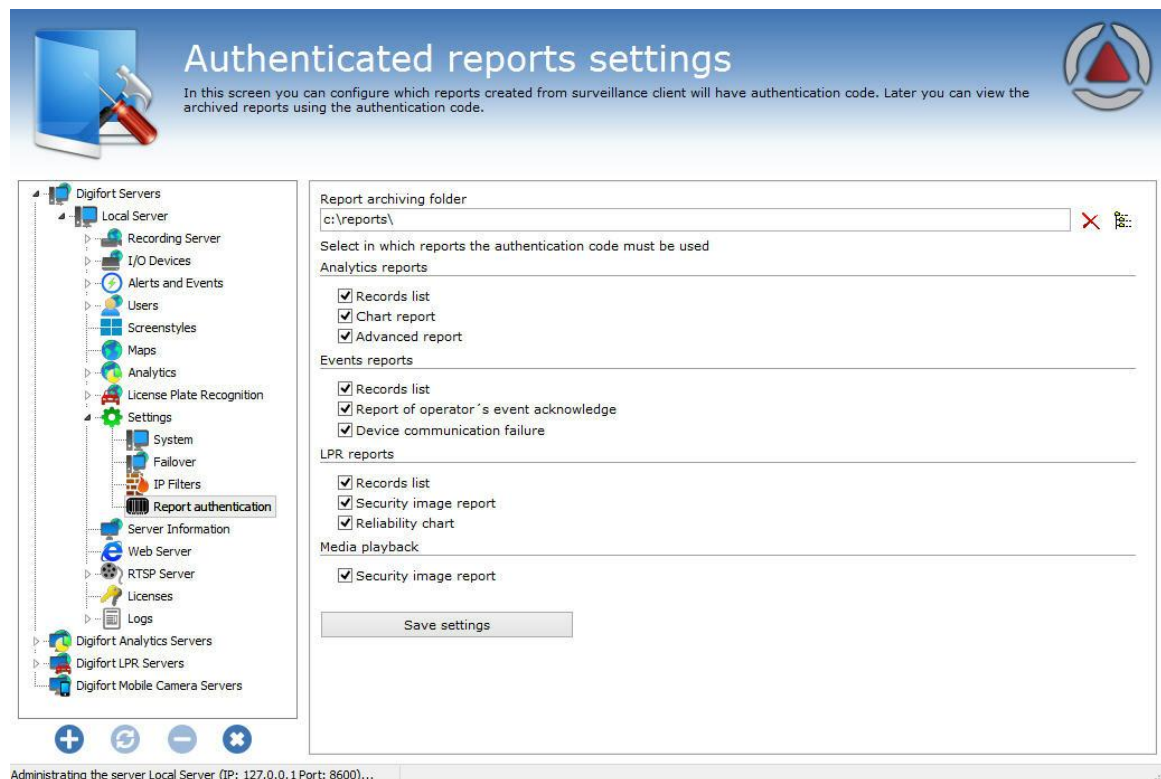 Authenticated reports settings
In this screen you can configure which reports created from surveillance client will have authentication code. Later you can view the
archived reports using the authentication code.
Digifort Servers
Local Server
Recording Server
I/O Devices
Alerts and Events
Users
Screenstyles
Maps
Analytics
License Plate Recognition
Settings
System
Failover
IP Filters
Report authentication
Server Information
Web Server
RTSP Server
Licenses
Logs
Digifort Analytics Servers
Digifort LPR Servers
Digifort Mobile Camera Servers
Report archiving folder
c:\reports\
Select in which reports the authentication code must be used
Analytics reports
Records list
Chart report
Advanced report
Events reports
Records list
Report of operator´s event acknowledge
Device communication failure
LPR reports
Records list
Security image report
Reliability chart
Media playback
Security image report
Save settings
Administrating the server Local Server (IP: 127.0.0.1 Port: 8600)...